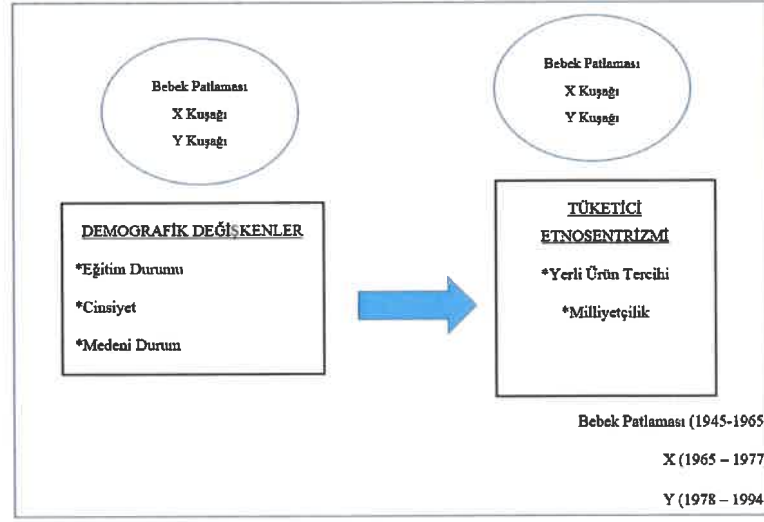 Bebek Patlaması
X Kuşağı
Y Kuşağı
Bebek Patlaması
X Kuşağı
Y Kuşağı
DEMOGRAFİK DEĞİŞKENLER
*Eğitim Durumu
*Cinsiyet
*Medeni Durum
TÜKETİCİ
ETNOSENTRİZMİ
*Yerli Ürün Tercihi
*Milliyetçilik
Bebek Patlaması (1945-1965
X (1965 – 1977
Y (1978 – 1994